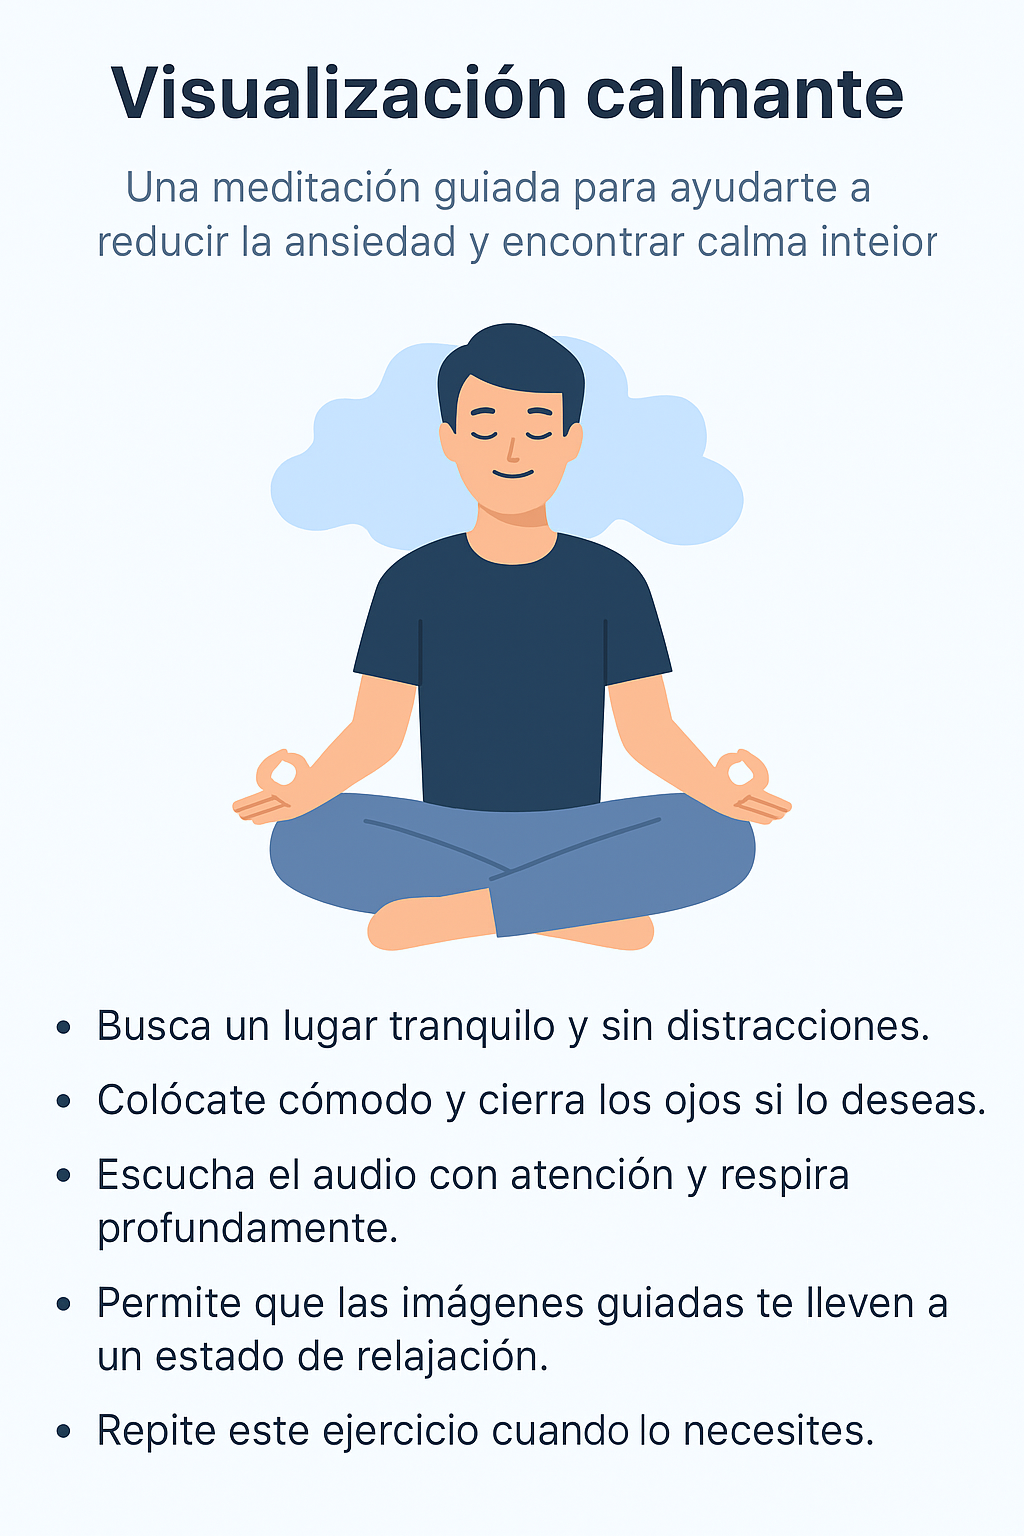 Visualización calmante
Una meditación guiada para ayudarte a
reducir la ansiedad y encontrar calma inteior
• Busca un lugar tranquilo y sin distracciones.
• Colócate cómodo y cierra los ojos si lo deseas.
• Escucha el audio con atención y respira
profundamente.
• Permite que las imágenes guiadas te lleven a
un estado de relajación.
• Repite este ejercicio cuando lo necesites.